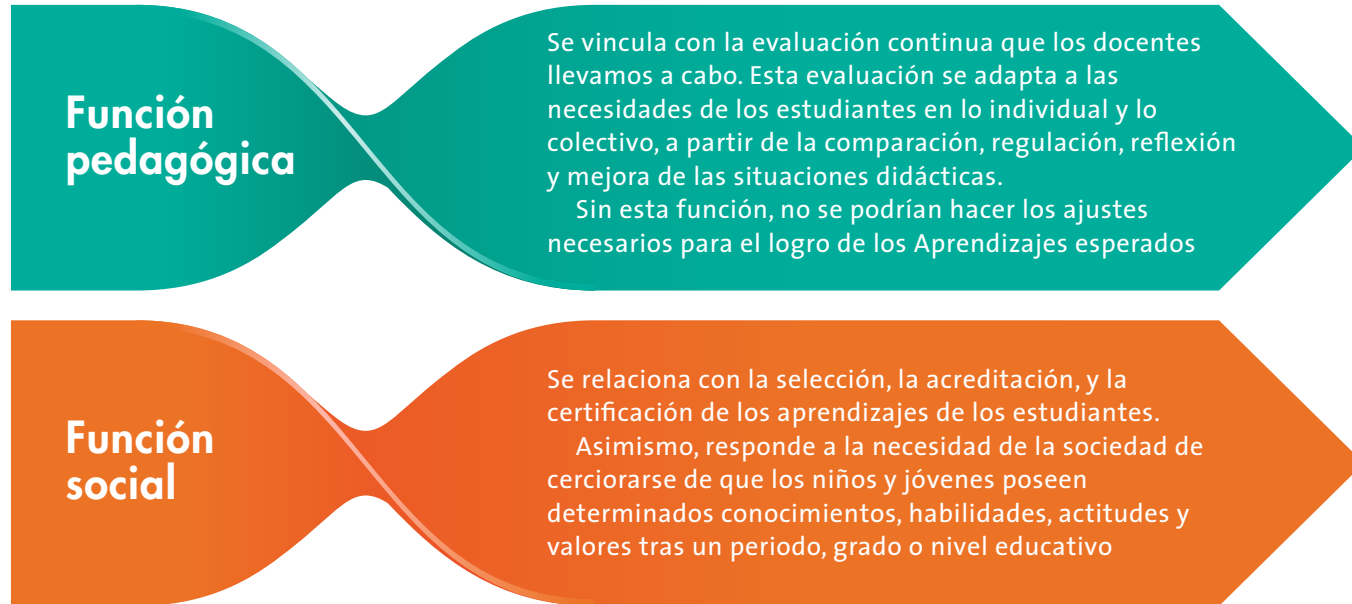 Función
pedagógica
Se vincula con la evaluación continua que los docentes
llevamos a cabo. Esta evaluación se adapta a las
necesidades de los estudiantes en lo individual y lo
colectivo, a partir de la comparación, regulación, reflexión
y mejora de las situaciones didácticas.
Sin esta función, no se podrían hacer los ajustes
necesarios para el logro de los Aprendizajes esperados
Función
social
Se relaciona con la selección, la acreditación, y la
certificación de los aprendizajes de los estudiantes.
Asimismo, responde a la necesidad de la sociedad de
cerciorarse de que los niños y jóvenes poseen
determinados conocimientos, habilidades, actitudes y
valores tras un periodo, grado o nivel educativo